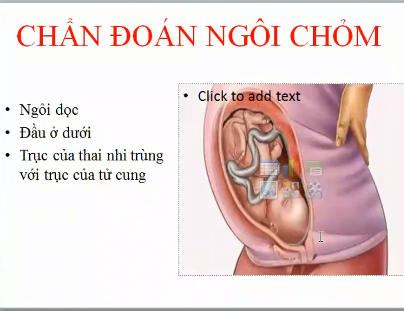 CHẨN ĐOÁN NGÔI CHỎM
• Ngôi dọc
• Đầu ở dưới
• Trục của thai nhi trùng
với trục của tử cung
• Click to add text